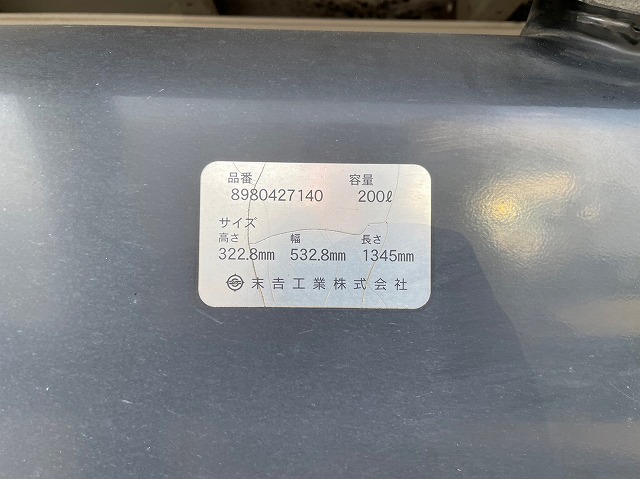 品番 容量
8980427140 200ℓ
サイズ
高さ 幅 長さ
322.8mm 532.8mm 1345mm
末吉工業株式会社